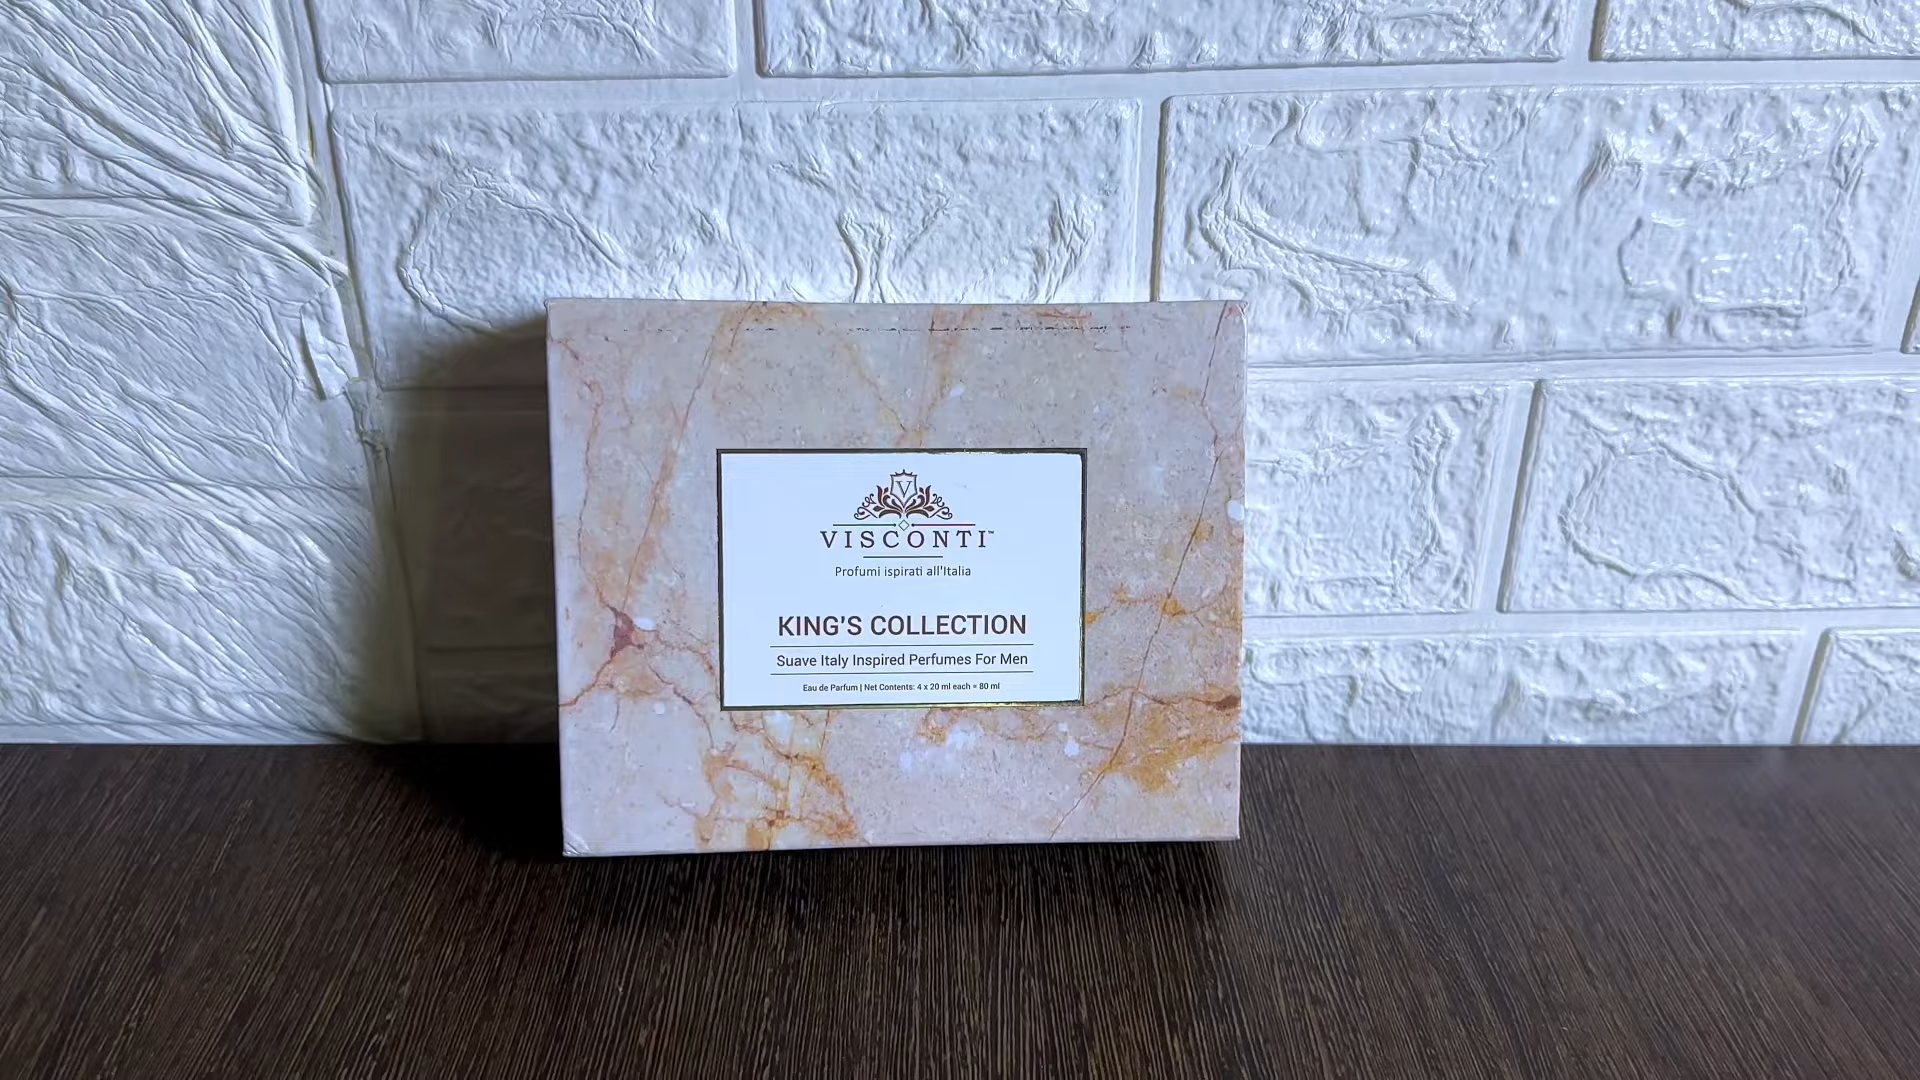 V
VISCONTI™
Profumi ispirati all'Italia
KING'S COLLECTION
Suave Italy Inspired Perfumes For Men
Eau de Parfum | Net Contents: 4 x 20 ml each = 80 ml